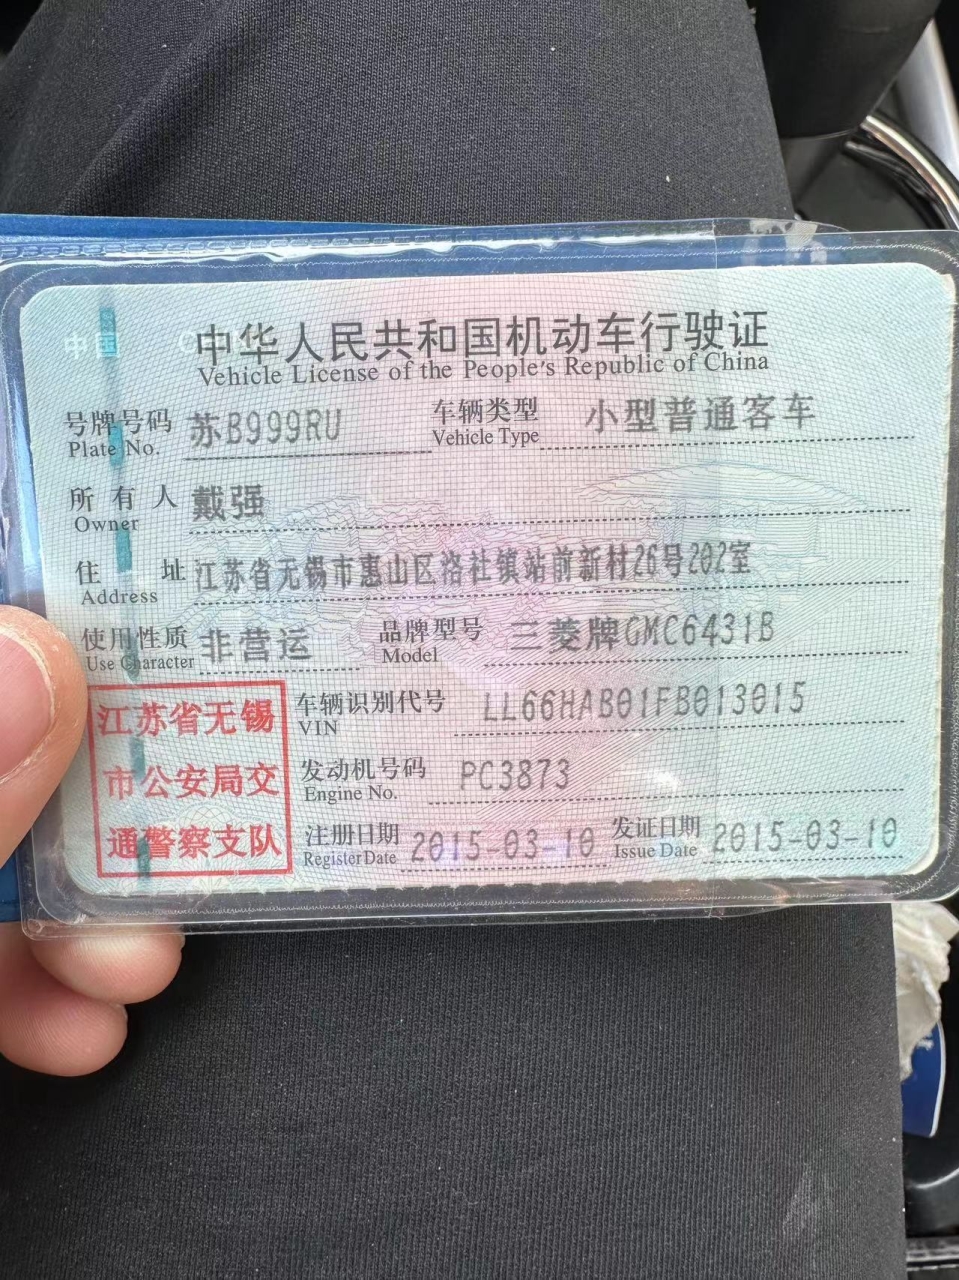 中华人民共和国机动车行驶证
Vehicle License of the People's Republic of China
号牌号码 苏B999RU 车辆类型 小型普通客车
Plate No. Vehicle Type
所有人 戴强
Owner
住址 江苏省无锡市惠山区洛社镇站前新村26号202室
Address
使用性质 非营运 品牌型号 三菱牌GMC6431B
Use Character Model
江苏省无锡 车辆识别代号 LL66HAB01FB013015
VIN
市公安局交 发动机号码 PC3873
Engine No.
通警察支队 注册日期 2015-03-10 发证日期 2015-03-10
Register Date Issue Date